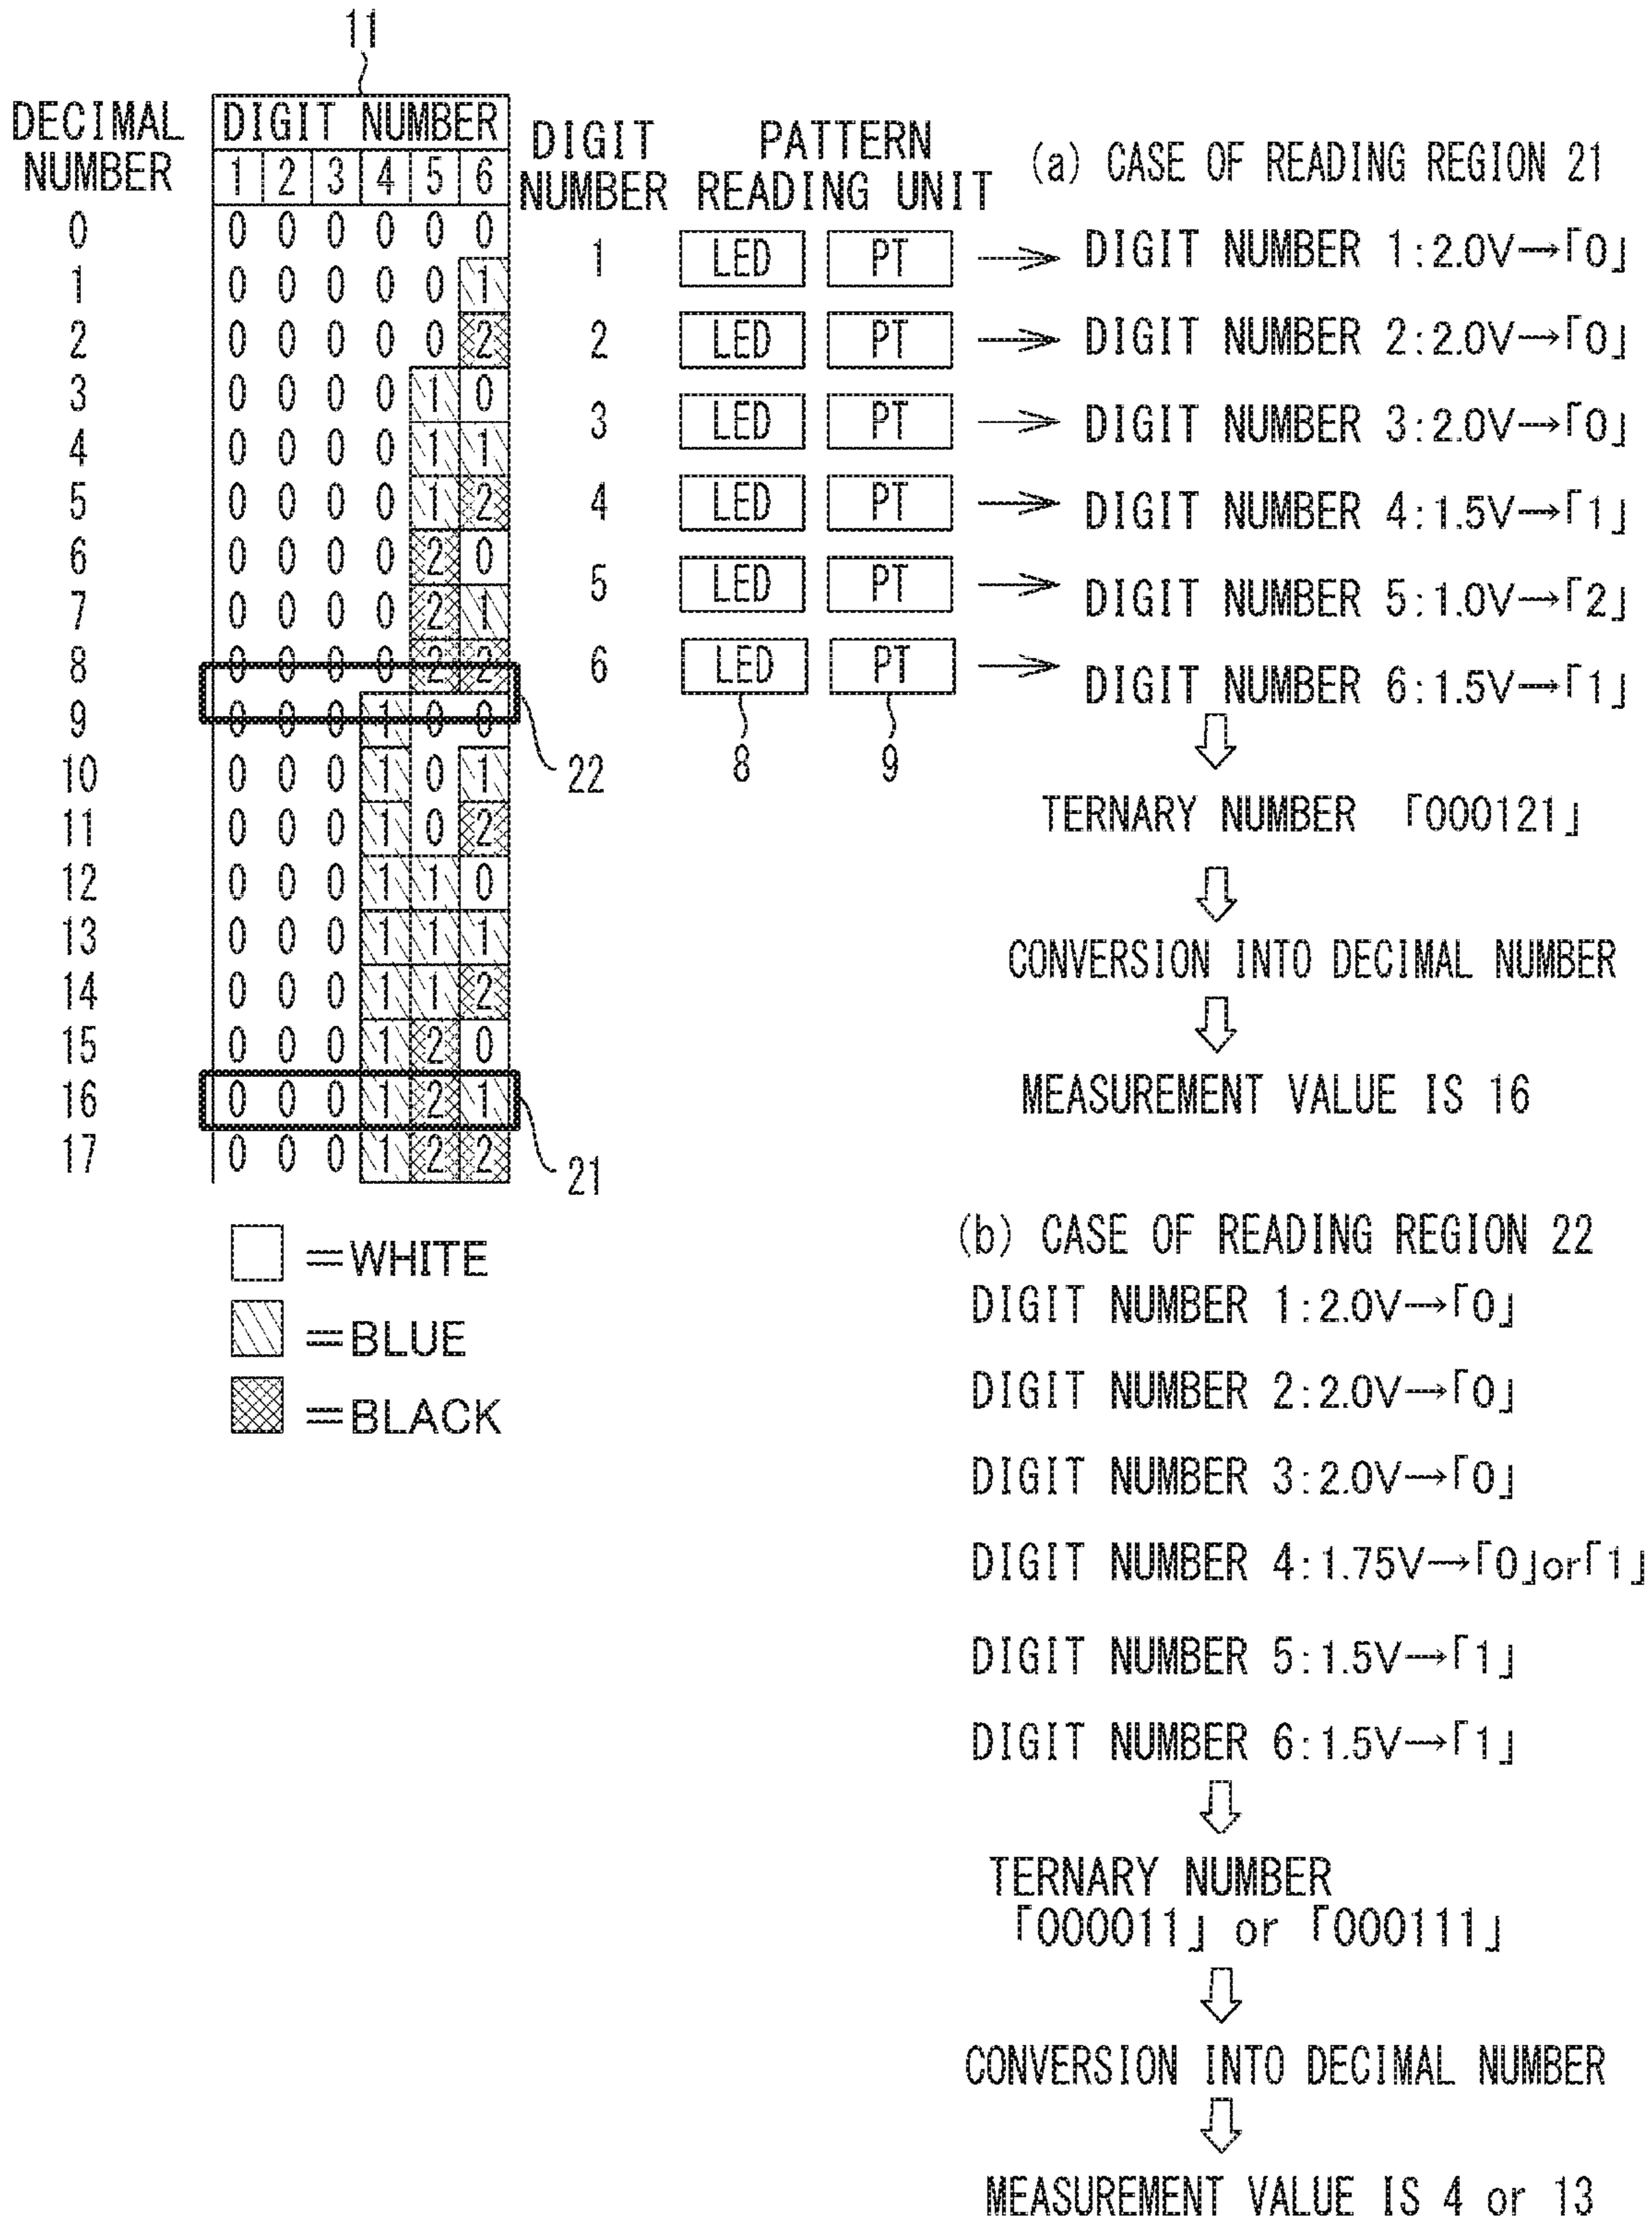 11
DECIMAL NUMBER
DIGIT NUMBER
1 2 3 4 5 6
0 0 0 0 0 0 0
1 0 0 0 0 0 1
2 0 0 0 0 0 2
3 0 0 0 0 1 0
4 0 0 0 0 1 1
5 0 0 0 0 1 2
6 0 0 0 0 2 0
7 0 0 0 0 2 1
8 0 0 0 0 2 2
9 0 0 0 1 0 0
10 0 0 0 1 0 1
11 0 0 0 1 0 2
12 0 0 0 1 1 0
13 0 0 0 1 1 1
14 0 0 0 1 1 2
15 0 0 0 1 2 0
16 0 0 0 1 2 1
17 0 0 0 1 2 2
22
21
=WHITE
=BLUE
=BLACK
DIGIT NUMBER
PATTERN READING UNIT
1 LED PT
2 LED PT
3 LED PT
4 LED PT
5 LED PT
6 LED PT
8 9
(a) CASE OF READING REGION 21
DIGIT NUMBER 1:2.0V→「0」
DIGIT NUMBER 2:2.0V→「0」
DIGIT NUMBER 3:2.0V→「0」
DIGIT NUMBER 4:1.5V→「1」
DIGIT NUMBER 5:1.0V→「2」
DIGIT NUMBER 6:1.5V→「1」
TERNARY NUMBER 「000121」
CONVERSION INTO DECIMAL NUMBER
MEASUREMENT VALUE IS 16
(b) CASE OF READING REGION 22
DIGIT NUMBER 1:2.0V→「0」
DIGIT NUMBER 2:2.0V→「0」
DIGIT NUMBER 3:2.0V→「0」
DIGIT NUMBER 4:1.75V→「0」or「1」
DIGIT NUMBER 5:1.5V→「1」
DIGIT NUMBER 6:1.5V→「1」
TERNARY NUMBER
「000011」 or 「000111」
CONVERSION INTO DECIMAL NUMBER
MEASUREMENT VALUE IS 4 or 13